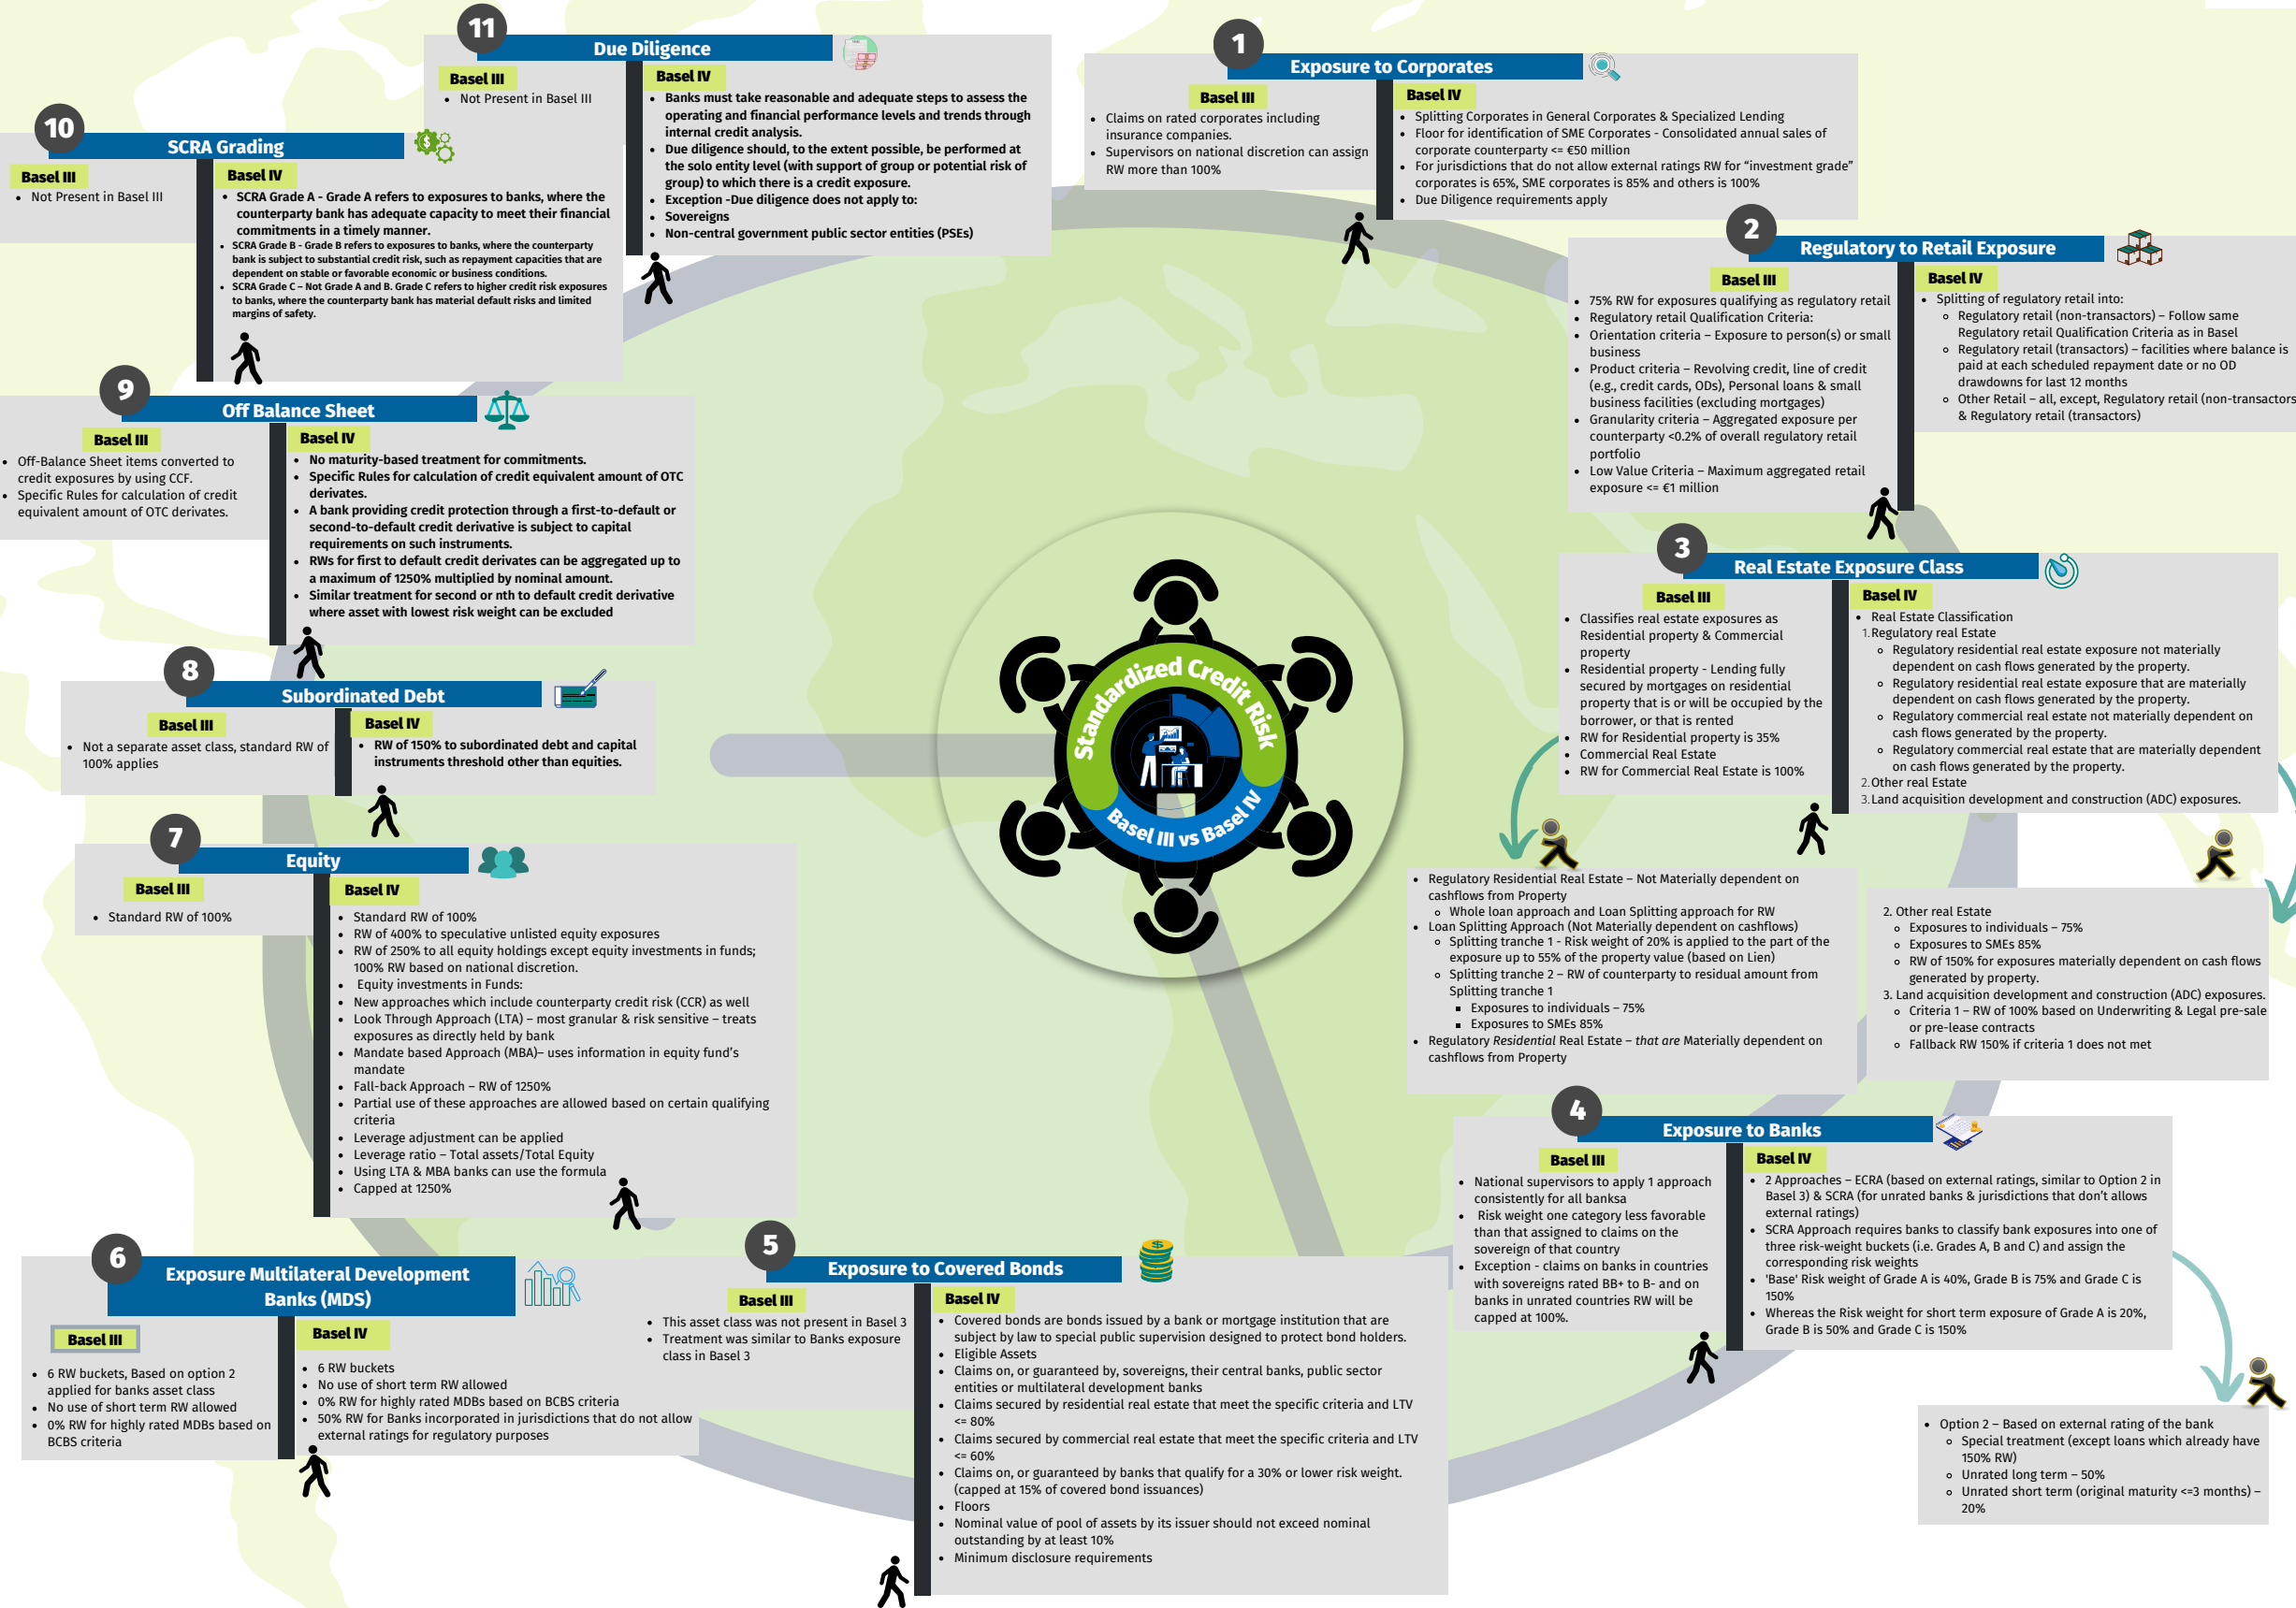 Standardized Credit Risk
Basel III vs Basel IV
1
Exposure to Corporates
Basel III
• Claims on rated corporates including
insurance companies.
• Supervisors on national discretion can assign
RW more than 100%
Basel IV
• Splitting Corporates in General Corporates & Specialized Lending
• Floor for identification of SME Corporates - Consolidated annual sales of
corporate counterparty <= €50 million
• For jurisdictions that do not allow external ratings RW for “investment grade”
corporates is 65%, SME corporates is 85% and others is 100%
• Due Diligence requirements apply
2
Regulatory to Retail Exposure
Basel III
• 75% RW for exposures qualifying as regulatory retail
• Regulatory retail Qualification Criteria:
• Orientation criteria – Exposure to person(s) or small
business
• Product criteria – Revolving credit, line of credit
(e.g., credit cards, ODs), Personal loans & small
business facilities (excluding mortgages)
• Granularity criteria – Aggregated exposure per
counterparty <0.2% of overall regulatory retail
portfolio
• Low Value Criteria – Maximum aggregated retail
exposure <= €1 million
Basel IV
• Splitting of regulatory retail into:
◦ Regulatory retail (non-transactors) – Follow same
Regulatory retail Qualification Criteria as in Basel
◦ Regulatory retail (transactors) – facilities where balance is
paid at each scheduled repayment date or no OD
drawdowns for last 12 months
◦ Other Retail – all, except, Regulatory retail (non-transactors
& Regulatory retail (transactors)
3
Real Estate Exposure Class
Basel III
• Classifies real estate exposures as
Residential property & Commercial
property
• Residential property - Lending fully
secured by mortgages on residential
property that is or will be occupied by the
borrower, or that is rented
• RW for Residential property is 35%
• Commercial Real Estate
• RW for Commercial Real Estate is 100%
Basel IV
• Real Estate Classification
1. Regulatory real Estate
◦ Regulatory residential real estate exposure not materially
dependent on cash flows generated by the property.
◦ Regulatory residential real estate exposure that are materially
dependent on cash flows generated by the property.
◦ Regulatory commercial real estate not materially dependent on
cash flows generated by the property.
◦ Regulatory commercial real estate that are materially dependent
on cash flows generated by the property.
2. Other real Estate
3. Land acquisition development and construction (ADC) exposures.
• Regulatory Residential Real Estate – Not Materially dependent on
cashflows from Property
◦ Whole loan approach and Loan Splitting approach for RW
• Loan Splitting Approach (Not Materially dependent on cashflows)
◦ Splitting tranche 1 - Risk weight of 20% is applied to the part of the
exposure up to 55% of the property value (based on Lien)
◦ Splitting tranche 2 – RW of counterparty to residual amount from
Splitting tranche 1
▪ Exposures to individuals – 75%
▪ Exposures to SMEs 85%
• Regulatory Residential Real Estate – that are Materially dependent on
cashflows from Property
2. Other real Estate
◦ Exposures to individuals – 75%
◦ Exposures to SMEs 85%
◦ RW of 150% for exposures materially dependent on cash flows
generated by property.
3. Land acquisition development and construction (ADC) exposures.
◦ Criteria 1 – RW of 100% based on Underwriting & Legal pre-sale
or pre-lease contracts
◦ Fallback RW 150% if criteria 1 does not met
4
Exposure to Banks
Basel III
• National supervisors to apply 1 approach
consistently for all banksa
• Risk weight one category less favorable
than that assigned to claims on the
sovereign of that country
• Exception - claims on banks in countries
with sovereigns rated BB+ to B- and on
banks in unrated countries RW will be
capped at 100%.
Basel IV
• 2 Approaches – ECRA (based on external ratings, similar to Option 2 in
Basel 3) & SCRA (for unrated banks & jurisdictions that don’t allows
external ratings)
• SCRA Approach requires banks to classify bank exposures into one of
three risk-weight buckets (i.e. Grades A, B and C) and assign the
corresponding risk weights
• 'Base' Risk weight of Grade A is 40%, Grade B is 75% and Grade C is
150%
• Whereas the Risk weight for short term exposure of Grade A is 20%,
Grade B is 50% and Grade C is 150%
• Option 2 – Based on external rating of the bank
◦ Special treatment (except loans which already have
150% RW)
◦ Unrated long term – 50%
◦ Unrated short term (original maturity <=3 months) –
20%
5
Exposure to Covered Bonds
Basel III
• This asset class was not present in Basel 3
• Treatment was similar to Banks exposure
class in Basel 3
Basel IV
• Covered bonds are bonds issued by a bank or mortgage institution that are
subject by law to special public supervision designed to protect bond holders.
• Eligible Assets
• Claims on, or guaranteed by, sovereigns, their central banks, public sector
entities or multilateral development banks
• Claims secured by residential real estate that meet the specific criteria and LTV
<= 80%
• Claims secured by commercial real estate that meet the specific criteria and LTV
<= 60%
• Claims on, or guaranteed by banks that qualify for a 30% or lower risk weight.
(capped at 15% of covered bond issuances)
• Floors
• Nominal value of pool of assets by its issuer should not exceed nominal
outstanding by at least 10%
• Minimum disclosure requirements
6
Exposure Multilateral Development
Banks (MDS)
Basel III
• 6 RW buckets, Based on option 2
applied for banks asset class
• No use of short term RW allowed
• 0% RW for highly rated MDBs based on
BCBS criteria
Basel IV
• 6 RW buckets
• No use of short term RW allowed
• 0% RW for highly rated MDBs based on BCBS criteria
• 50% RW for Banks incorporated in jurisdictions that do not allow
external ratings for regulatory purposes
7
Equity
Basel III
• Standard RW of 100%
Basel IV
• Standard RW of 100%
• RW of 400% to speculative unlisted equity exposures
• RW of 250% to all equity holdings except equity investments in funds;
100% RW based on national discretion.
• Equity investments in Funds:
• New approaches which include counterparty credit risk (CCR) as well
• Look Through Approach (LTA) – most granular & risk sensitive – treats
exposures as directly held by bank
• Mandate based Approach (MBA)– uses information in equity fund’s
mandate
• Fall-back Approach – RW of 1250%
• Partial use of these approaches are allowed based on certain qualifying
criteria
• Leverage adjustment can be applied
• Leverage ratio – Total assets/Total Equity
• Using LTA & MBA banks can use the formula
• Capped at 1250%
8
Subordinated Debt
Basel III
• Not a separate asset class, standard RW of
100% applies
Basel IV
• RW of 150% to subordinated debt and capital
instruments threshold other than equities.
9
Off Balance Sheet
Basel III
• Off-Balance Sheet items converted to
credit exposures by using CCF.
• Specific Rules for calculation of credit
equivalent amount of OTC derivates.
Basel IV
• No maturity-based treatment for commitments.
• Specific Rules for calculation of credit equivalent amount of OTC
derivates.
• A bank providing credit protection through a first-to-default or
second-to-default credit derivative is subject to capital
requirements on such instruments.
• RWs for first to default credit derivates can be aggregated up to
a maximum of 1250% multiplied by nominal amount.
• Similar treatment for second or nth to default credit derivative
where asset with lowest risk weight can be excluded
10
SCRA Grading
Basel III
• Not Present in Basel III
Basel IV
• SCRA Grade A - Grade A refers to exposures to banks, where the
counterparty bank has adequate capacity to meet their financial
commitments in a timely manner.
• SCRA Grade B - Grade B refers to exposures to banks, where the counterparty
bank is subject to substantial credit risk, such as repayment capacities that are
dependent on stable or favorable economic or business conditions.
• SCRA Grade C – Not Grade A and B. Grade C refers to higher credit risk exposures
to banks, where the counterparty bank has material default risks and limited
margins of safety.
11
Due Diligence
Basel III
• Not Present in Basel III
Basel IV
• Banks must take reasonable and adequate steps to assess the
operating and financial performance levels and trends through
internal credit analysis.
• Due diligence should, to the extent possible, be performed at
the solo entity level (with support of group or potential risk of
group) to which there is a credit exposure.
• Exception -Due diligence does not apply to:
• Sovereigns
• Non-central government public sector entities (PSEs)